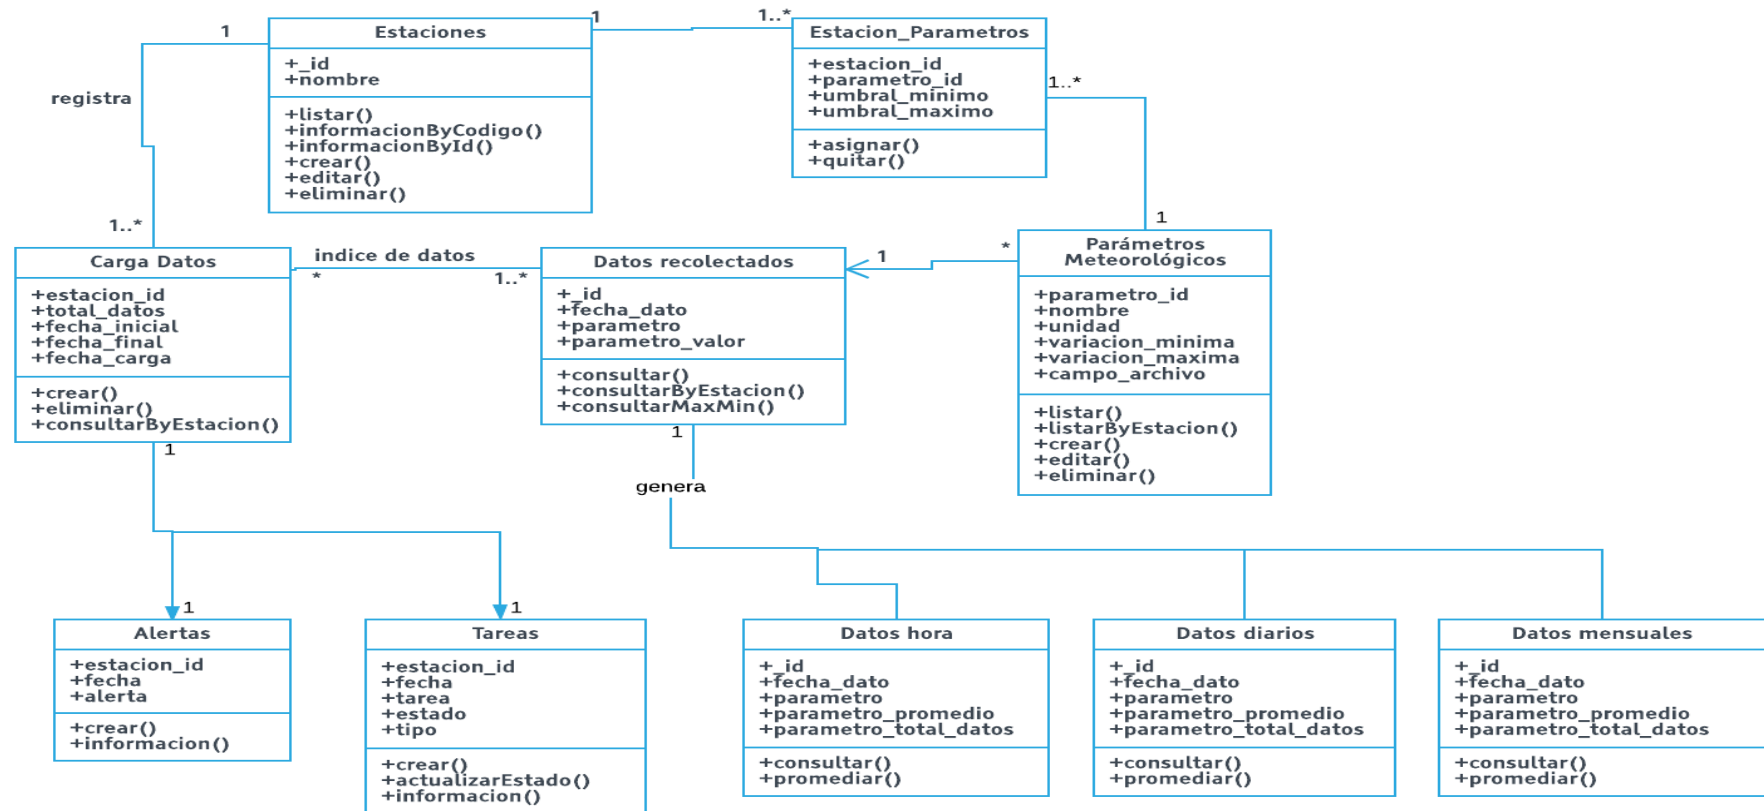 Estaciones
+_id
+nombre
+listar()
+informacionByCodigo()
+informacionById()
+crear()
+editar()
+eliminar()
1
1..*
Estacion_Parametros
+estacion_id
+parametro_id
+umbral_minimo
+umbral_maximo
+asignar()
+quitar()
1
registra
1..*
1..*
1
Carga Datos
+estacion_id
+total_datos
+fecha_inicial
+fecha_final
+fecha_carga
+crear()
+eliminar()
+consultarByEstacion()
indice de datos
*
1..*
Datos recolectados
+_id
+fecha_dato
+parametro
+parametro_valor
+consultar()
+consultarByEstacion()
+consultarMaxMin()
1
*
Parámetros
Meteorológicos
+parametro_id
+nombre
+unidad
+variacion_minima
+variacion_maxima
+campo_archivo
+listar()
+listarByEstacion()
+crear()
+editar()
+eliminar()
1
1
genera
1
1
Alertas
+estacion_id
+fecha
+alerta
+crear()
+informacion()
Tareas
+estacion_id
+fecha
+tarea
+estado
+tipo
+crear()
+actualizarEstado()
+informacion()
Datos hora
+_id
+fecha_dato
+parametro
+parametro_promedio
+parametro_total_datos
+consultar()
+promediar()
Datos diarios
+_id
+fecha_dato
+parametro
+parametro_promedio
+parametro_total_datos
+consultar()
+promediar()
Datos mensuales
+_id
+fecha_dato
+parametro
+parametro_promedio
+parametro_total_datos
+consultar()
+promediar()